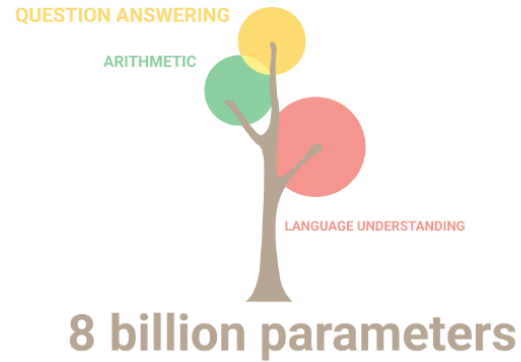 QUESTION ANSWERING
ARITHMETIC
LANGUAGE UNDERSTANDING
8 billion parameters